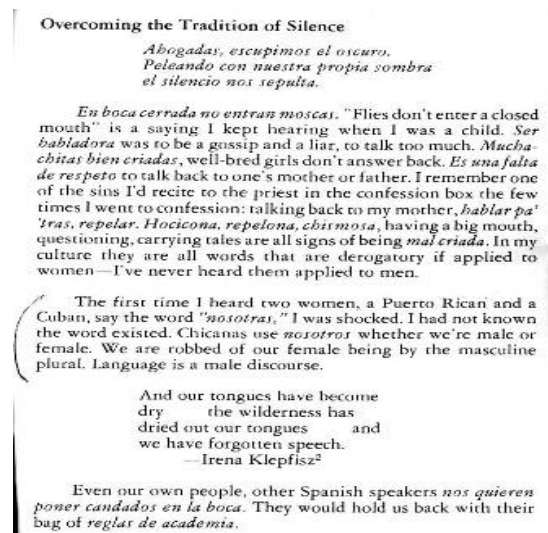 Overcoming the Tradition of Silence
Ahogadas, escupimos el oscuro.
Peleando con nuestra propia sombra
el silencio nos sepulta.
En boca cerrada no entran moscas. "Flies don't enter a closed
mouth" is a saying I kept hearing when I was a child. Ser
habladora was to be a gossip and a liar, to talk too much. Mucha-
chitas bien criadas, well-bred girls don't answer back. Es una falta
de respeto to talk back to one's mother or father. I remember one
of the sins I'd recite to the priest in the confession box the few
times I went to confession: talking back to my mother, hablar pa'
'tras, repelar. Hocicona, repelona, chismosa, having a big mouth,
questioning, carrying tales are all signs of being mal criada. In my
culture they are all words that are derogatory if applied to
women—I've never heard them applied to men.
The first time I heard two women, a Puerto Rican and a
Cuban, say the word "nosotras," I was shocked. I had not known
the word existed. Chicanas use nosotros whether we're male or
female. We are robbed of our female being by the masculine
plural. Language is a male discourse.
And our tongues have become
dry the wilderness has
dried out our tongues and
we have forgotten speech.
—Irena Klepfisz²
Even our own people, other Spanish speakers nos quieren
poner candados en la boca. They would hold us back with their
bag of reglas de academia.